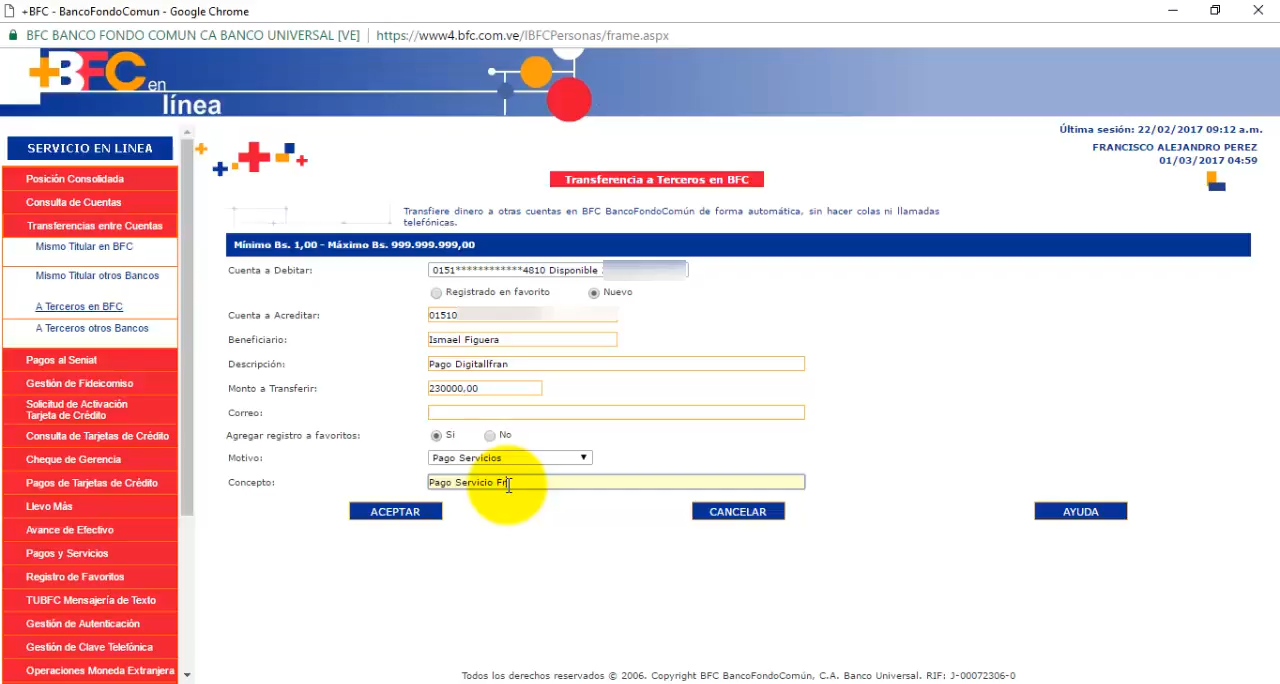 +BFC - BancoFondoComun - Google Chrome
BFC BANCO FONDO COMUN CA BANCO UNIVERSAL [VE] | https://www4.bfc.com.ve/IBFCPersonas/frame.aspx
+BFC en
línea
Última sesión: 22/02/2017 09:12 a.m.
FRANCISCO ALEJANDRO PEREZ
01/03/2017 04:59
SERVICIO EN LINEA
Posición Consolidada
Consulta de Cuentas
Transferencias entre Cuentas
Mismo Titular en BFC
Mismo Titular otros Bancos
A Terceros en BFC
A Terceros otros Bancos
Pagos al Seniat
Gestión de Fideicomiso
Solicitud de Activación
Tarjeta de Crédito
Consulta de Tarjetas de Crédito
Cheque de Gerencia
Pagos de Tarjetas de Crédito
Llevo Más
Avance de Efectivo
Pagos y Servicios
Registro de Favoritos
TUBFC Mensajería de Texto
Gestión de Autenticación
Gestión de Clave Telefónica
Operaciones Moneda Extranjera
Transferencia a Terceros en BFC
Transfiere dinero a otras cuentas en BFC BancoFondoComún de forma automática, sin hacer colas ni llamadas
telefónicas.
Mínimo Bs. 1,00 - Máximo Bs. 999.999.999,00
Cuenta a Debitar: 0151************4810 Disponible
Registrado en favorito Nuevo
Cuenta a Acreditar: 01510
Beneficiario: Ismael Figuera
Descripción: Pago Digitallfran
Monto a Transferir: 230000,00
Correo:
Agregar registro a favoritos: Si No
Motivo: Pago Servicios
Concepto: Pago Servicio Fr
ACEPTAR CANCELAR AYUDA
Todos los derechos reservados © 2006. Copyright BFC BancoFondoComún, C.A. Banco Universal. RIF: J-00072306-0